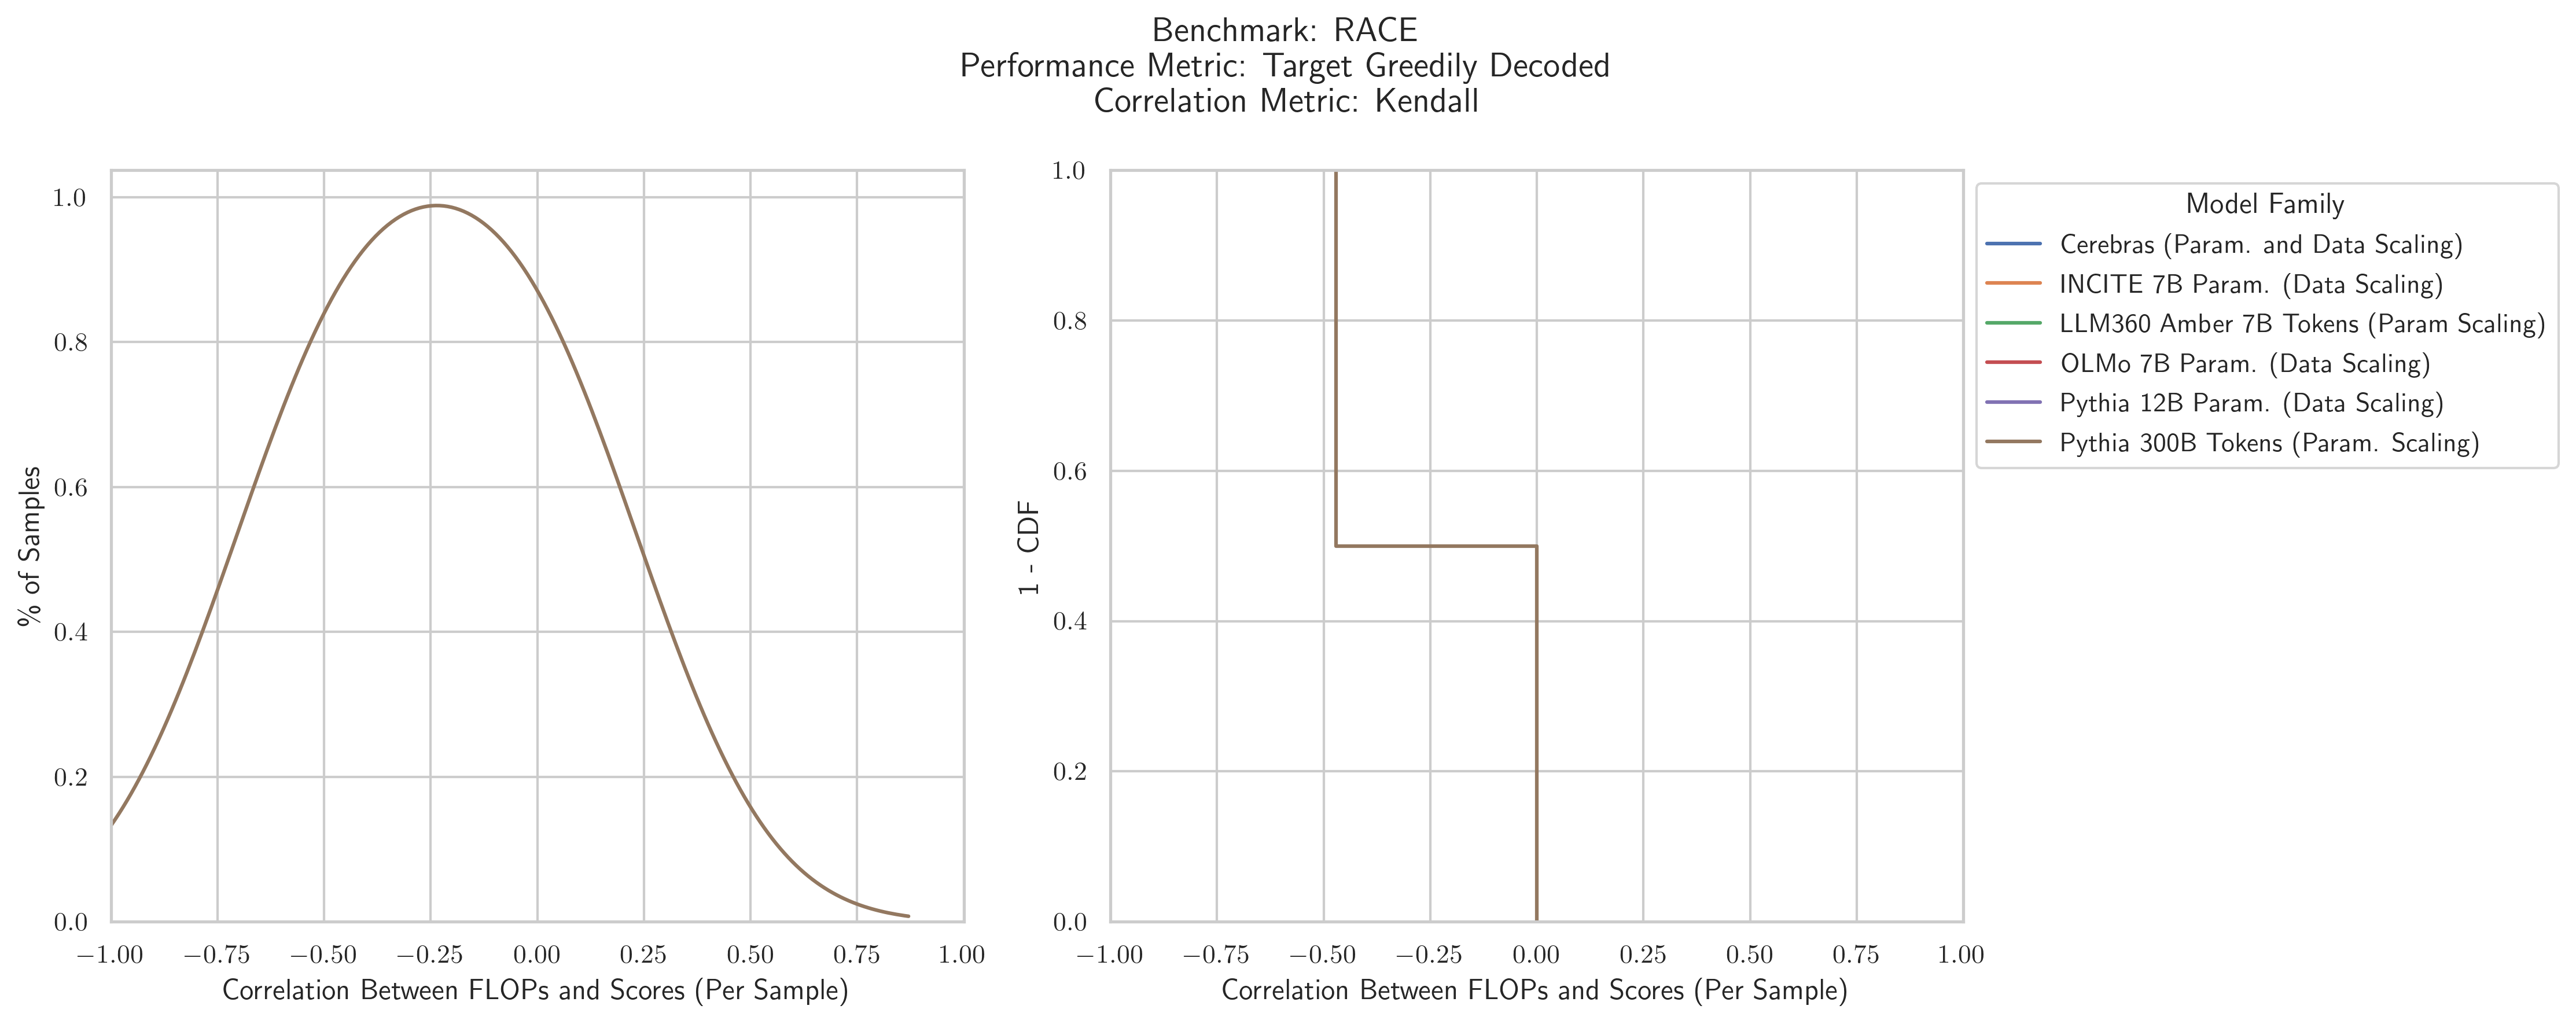 Benchmark: RACE
Performance Metric: Target Greedily Decoded
Correlation Metric: Kendall
% of Samples
1.0
0.8
0.6
0.4
0.2
0.0
−1.00 −0.75 −0.50 −0.25 0.00 0.25 0.50 0.75 1.00
Correlation Between FLOPs and Scores (Per Sample)
1 - CDF
1.0
0.8
0.6
0.4
0.2
0.0
−1.00 −0.75 −0.50 −0.25 0.00 0.25 0.50 0.75 1.00
Correlation Between FLOPs and Scores (Per Sample)
Model Family
Cerebras (Param. and Data Scaling)
INCITE 7B Param. (Data Scaling)
LLM360 Amber 7B Tokens (Param Scaling)
OLMo 7B Param. (Data Scaling)
Pythia 12B Param. (Data Scaling)
Pythia 300B Tokens (Param. Scaling)